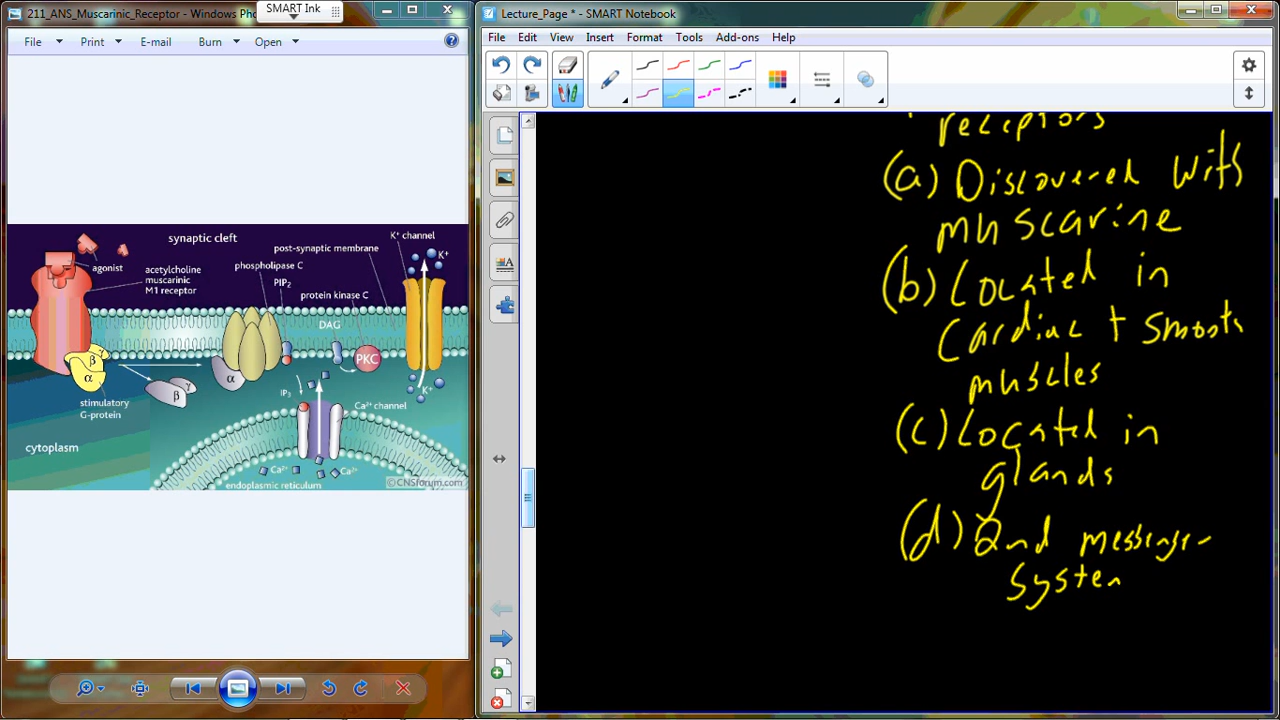 211_ANS_Muscarinic_Receptor - Windows Pho
SMART Ink
File Print E-mail Burn Open
synaptic cleft
K⁺ channel
agonist
post-synaptic membrane
K⁺
acetylcholine
muscarinic
M1 receptor
phospholipase C
PIP₂
protein kinase C
DAG
β γ
α
PKC
α
β γ
stimulatory
G-protein
IP₃
K⁺
Ca²⁺ channel
cytoplasm
Ca²⁺ Ca²⁺
endoplasmic reticulum
©CNSforum.com
Lecture_Page * - SMART Notebook
File Edit View Insert Format Tools Add-ons Help
receptors
(a) Discovered with
muscarine
(b) Located in
Cardiac + Smooth
muscles
(c) Located in
glands
(d) 2nd messenger
system